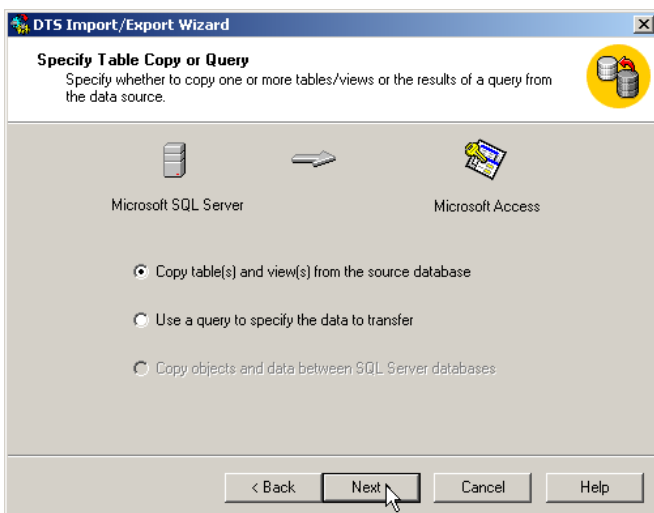 DTS Import/Export Wizard
Specify Table Copy or Query
Specify whether to copy one or more tables/views or the results of a query from
the data source.
Microsoft SQL Server
Microsoft Access
Copy table(s) and view(s) from the source database
Use a query to specify the data to transfer
Copy objects and data between SQL Server databases
< Back
Next
Cancel
Help